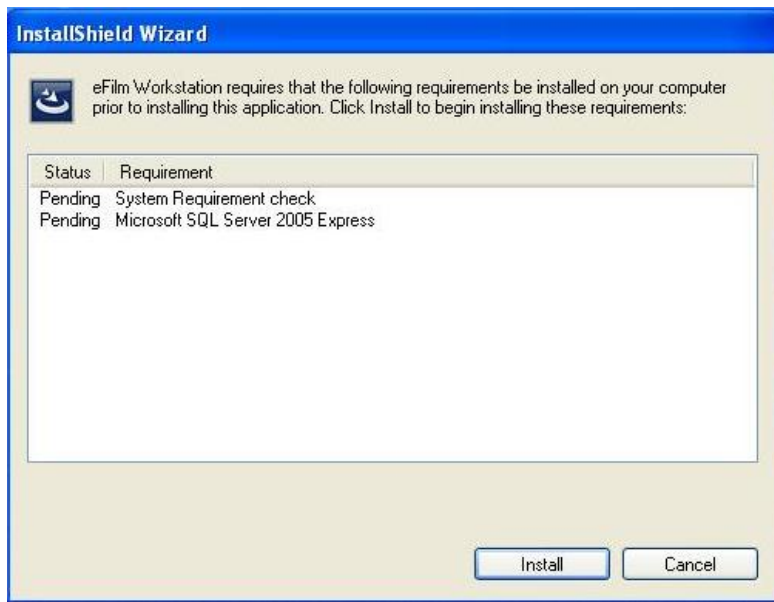 InstallShield Wizard
eFilm Workstation requires that the following requirements be installed on your computer
prior to installing this application. Click Install to begin installing these requirements:
Status Requirement
Pending System Requirement check
Pending Microsoft SQL Server 2005 Express
Install Cancel